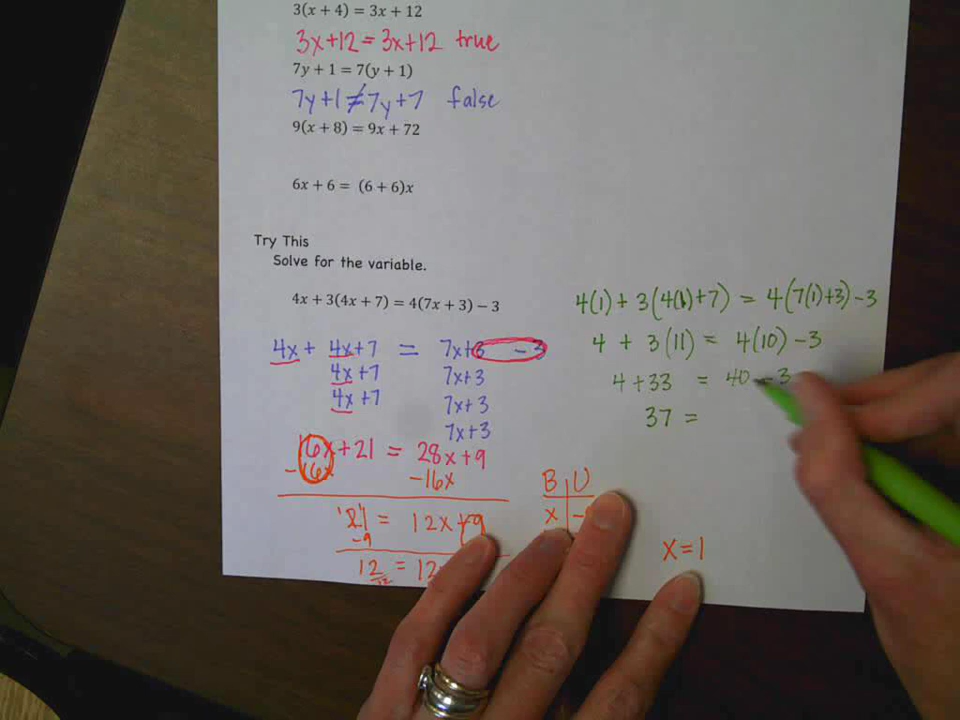 3(x + 4) = 3x + 12
3x+12 = 3x+12 true
7y + 1 = 7(y + 1)
7y+1 ≠ 7y+7 false
9(x + 8) = 9x + 72
6x + 6 = (6 + 6)x
Try This
Solve for the variable.
4x + 3(4x + 7) = 4(7x + 3) − 3
4x + 4x+7 = 7x+3 −3
4x+7 7x+3
4x+7 7x+3
7x+3
16x+21 = 28x+9
−16x −16x
21 = 12x+9
−9
12 = 12
12
B U
x −
x=1
4(1) + 3(4(1)+7) = 4(7(1)+3)−3
4 + 3(11) = 4(10) −3
4 +33 = 40 −3
37 =